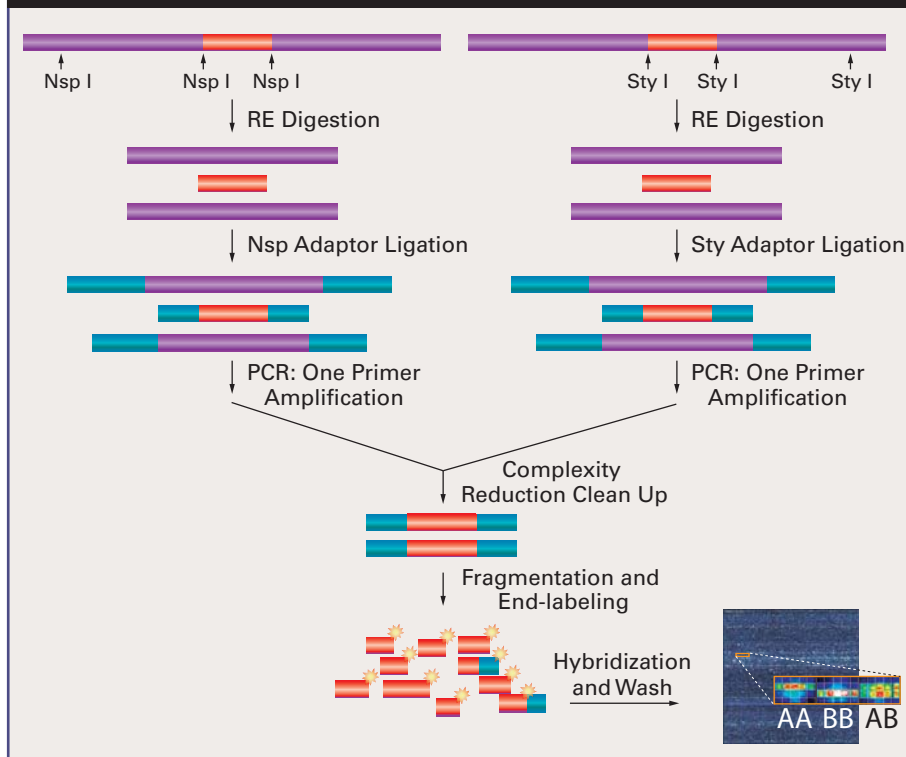 Nsp I Nsp I Nsp I
Sty I Sty I Sty I
RE Digestion
RE Digestion
Nsp Adaptor Ligation
Sty Adaptor Ligation
PCR: One Primer
Amplification
PCR: One Primer
Amplification
Complexity
Reduction Clean Up
Fragmentation and
End-labeling
Hybridization
and Wash
AA BB AB